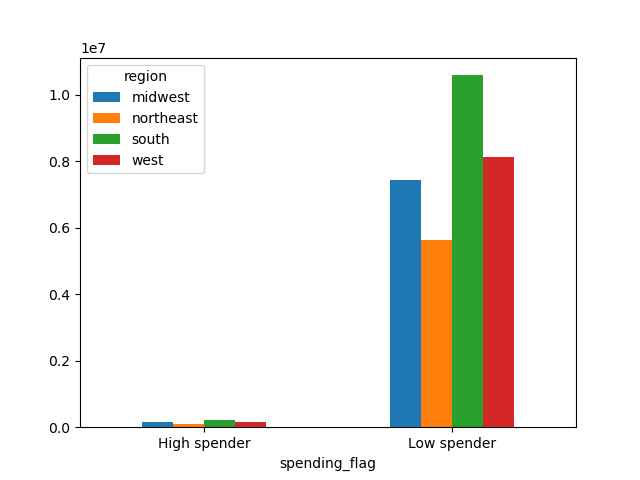 1e7
1.0
0.8
0.6
0.4
0.2
0.0
region
midwest
northeast
south
west
High spender
Low spender
spending_flag